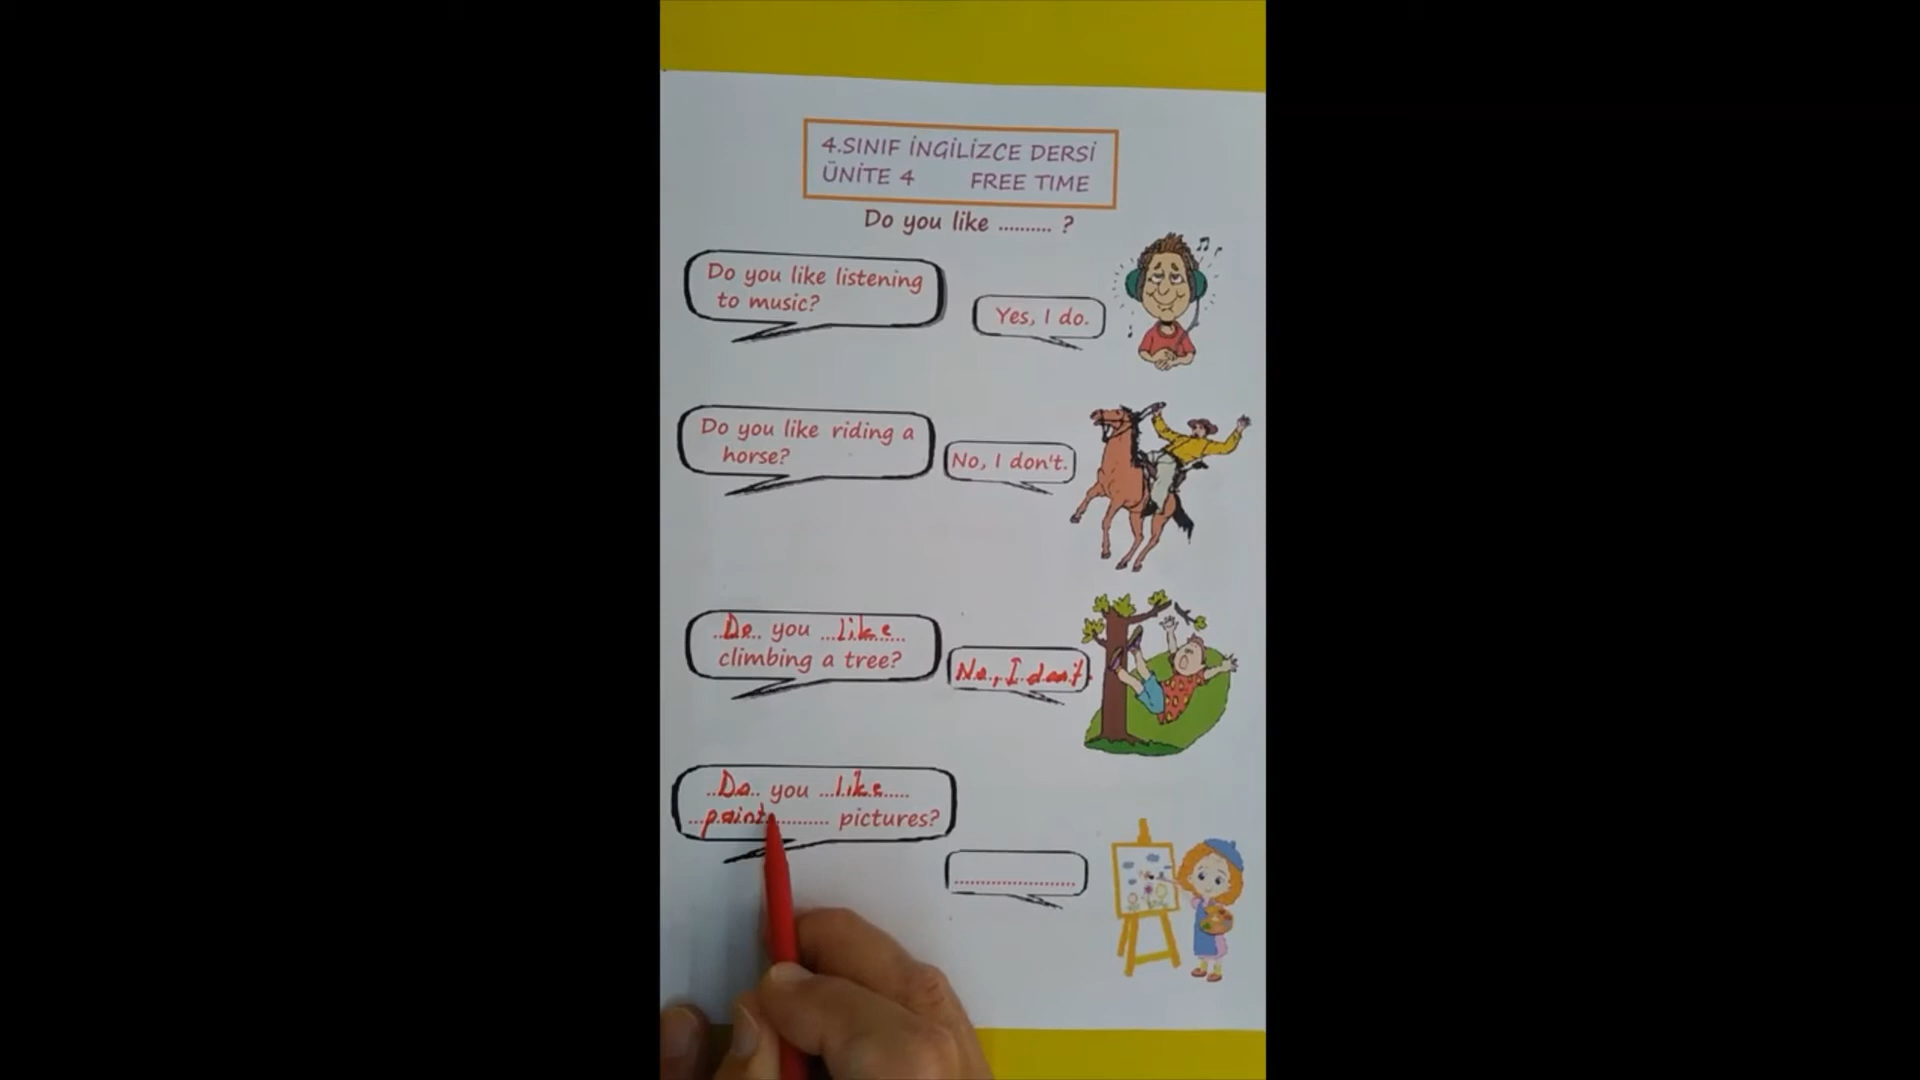 4.SINIF İNGİLİZCE DERSİ
ÜNİTE 4 FREE TIME
Do you like .......... ?
Do you like listening
to music?
Yes, I do.
Do you like riding a
horse?
No, I don't.
Do you like
climbing a tree?
No, I don't.
Do you like
paint pictures?